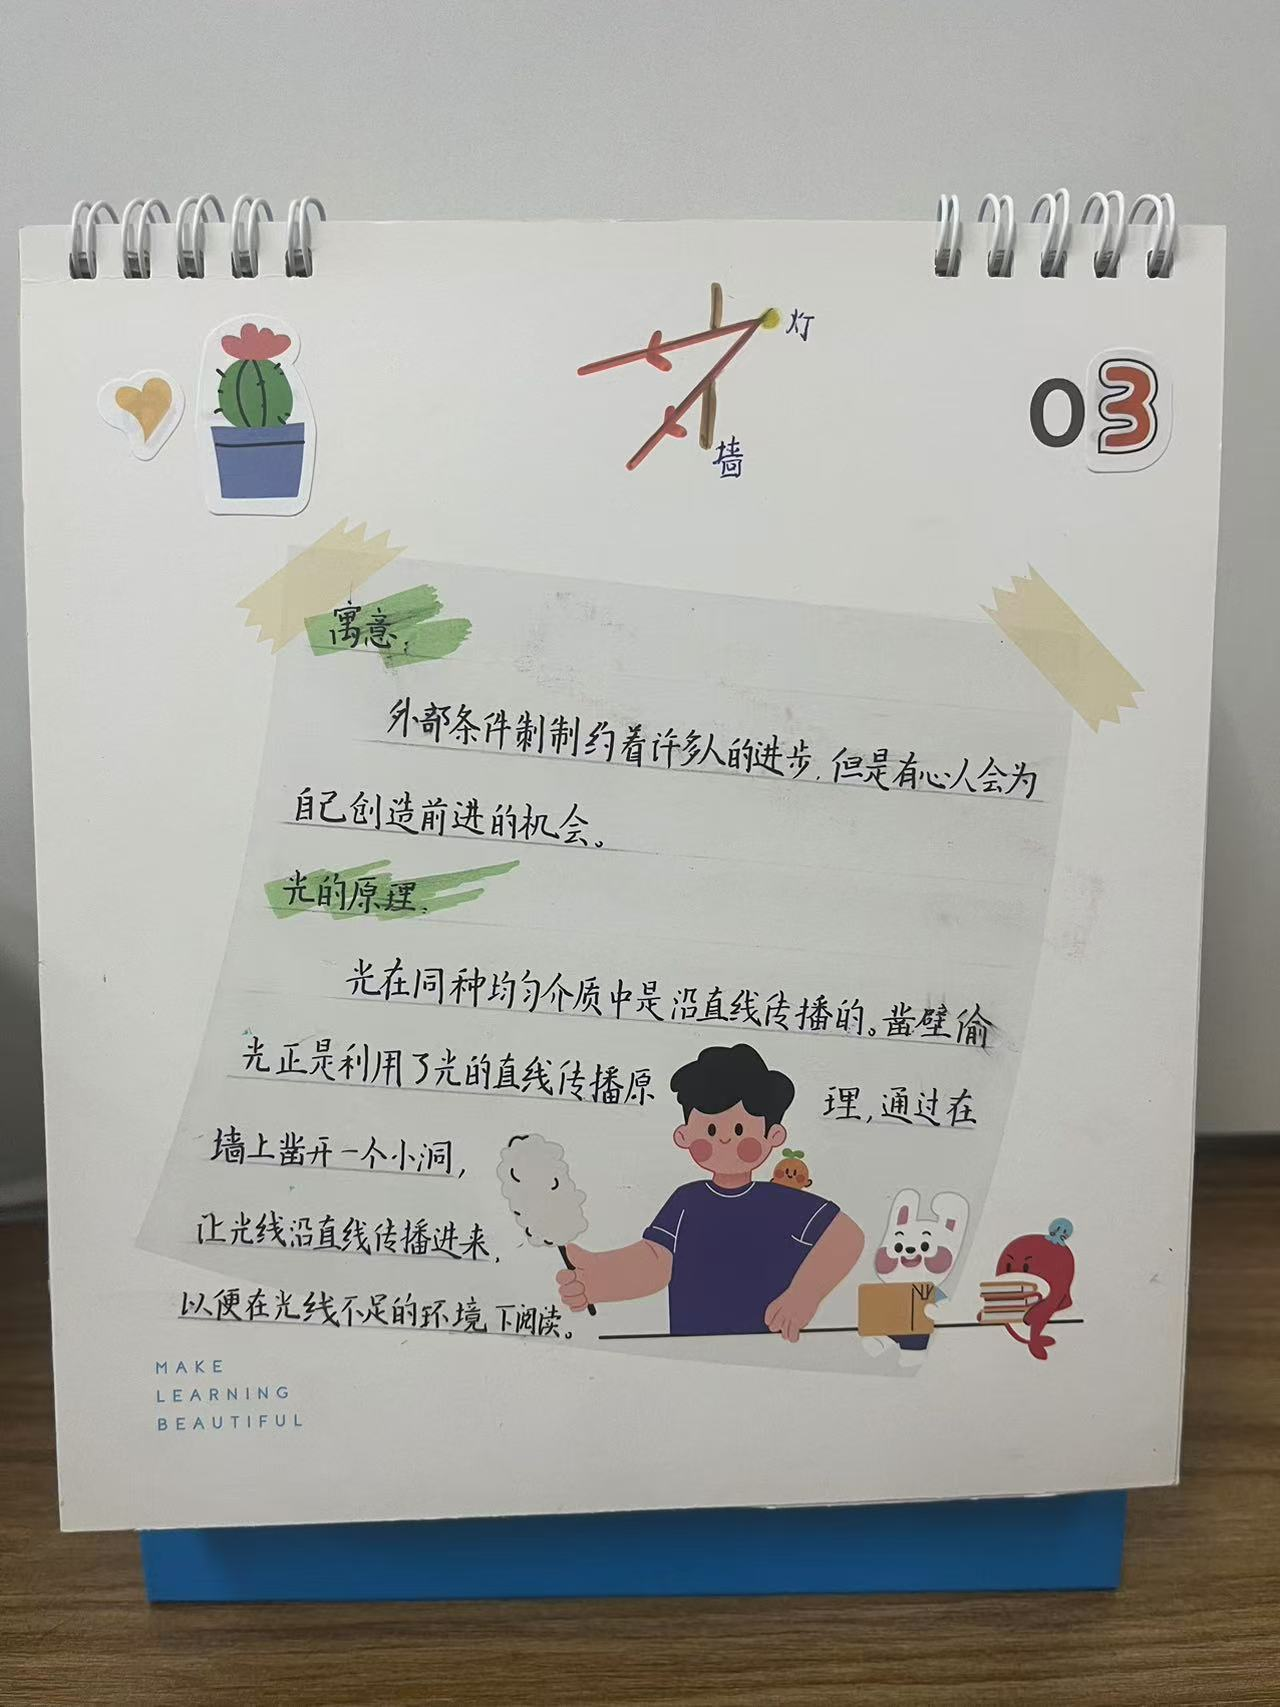 灯
03
墙
寓意：
外部条件制制约着许多人的进步，但是有心人会为
自己创造前进的机会。
光的原理：
光在同种均匀介质中是沿直线传播的。凿壁偷
光正是利用了光的直线传播原理，通过在
墙上凿开一个小洞，
让光线沿直线传播进来，
以便在光线不足的环境下阅读。
MAKE
LEARNING
BEAUTIFUL